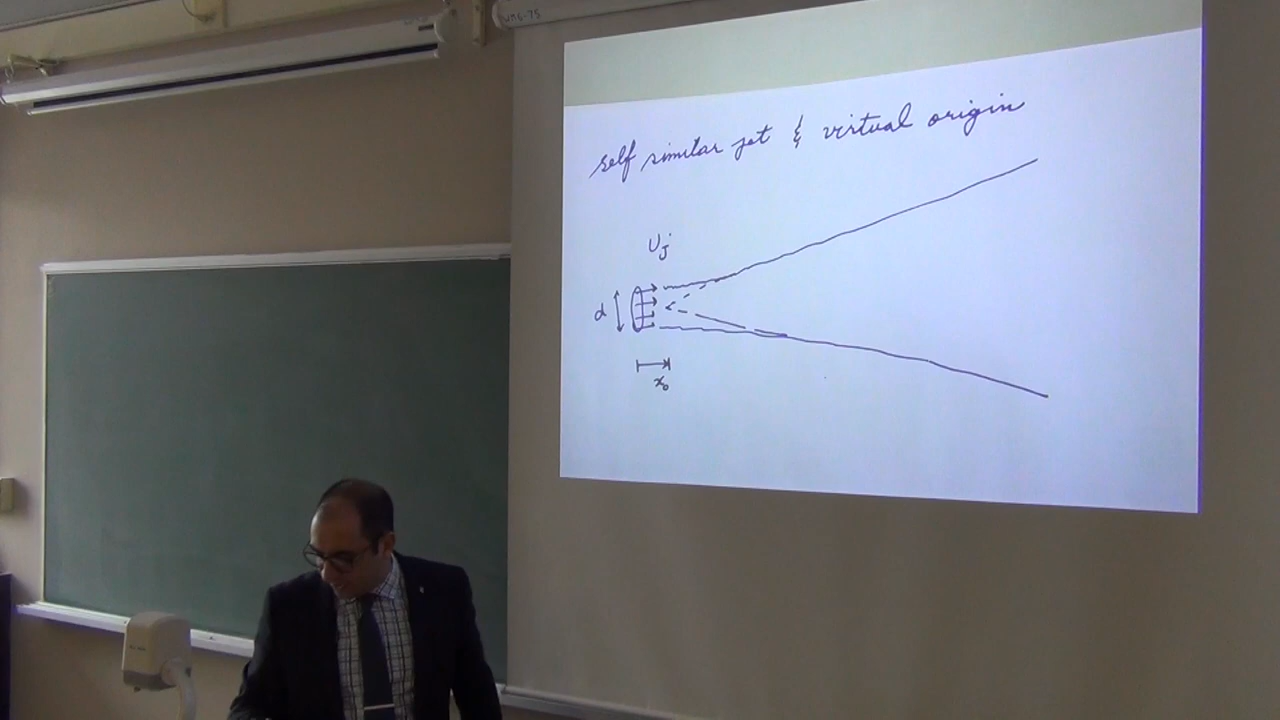 self similar jet & virtual origin
Uj
d
x₀